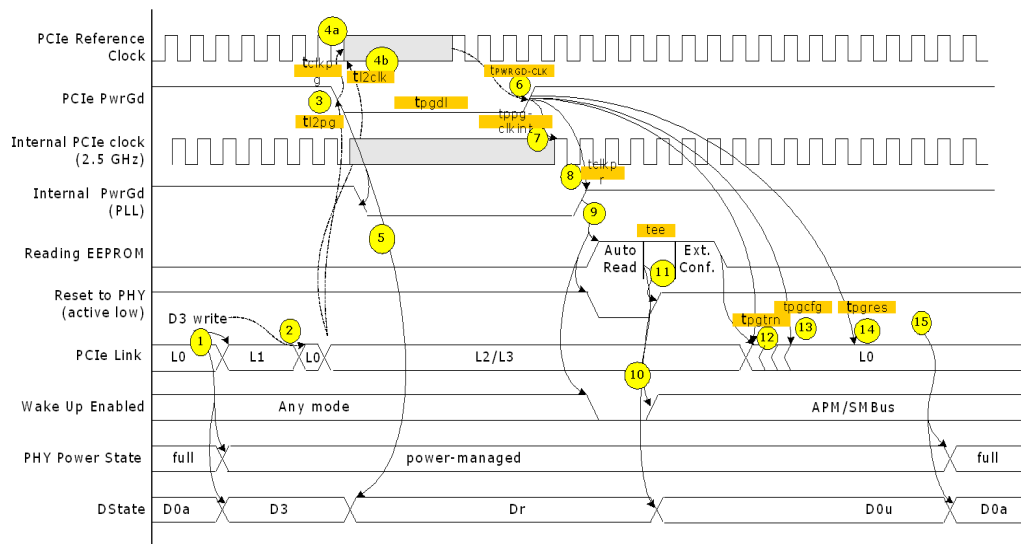 4a
PCIe Reference
Clock
4b
tclkp
g
tl2clk
tPWRGD-CLK
6
PCIe PwrGd
3
tpgdl
tl2pg
tppg-
clkint
7
Internal PCIe clock
(2.5 GHz)
8
tclkp
r
Internal PwrGd
(PLL)
9
5
tee
Reading EEPROM
Auto
Read
11
Ext.
Conf.
Reset to PHY
(active low)
D3 write
1
2
tpgtrn
tpgcfg
tpgres
12
13
14
15
PCIe Link
L0
L1
L0
L2/L3
L0
10
Wake Up Enabled
Any mode
APM/SMBus
PHY Power State
full
power-managed
full
DState
D0a
D3
Dr
D0u
D0a